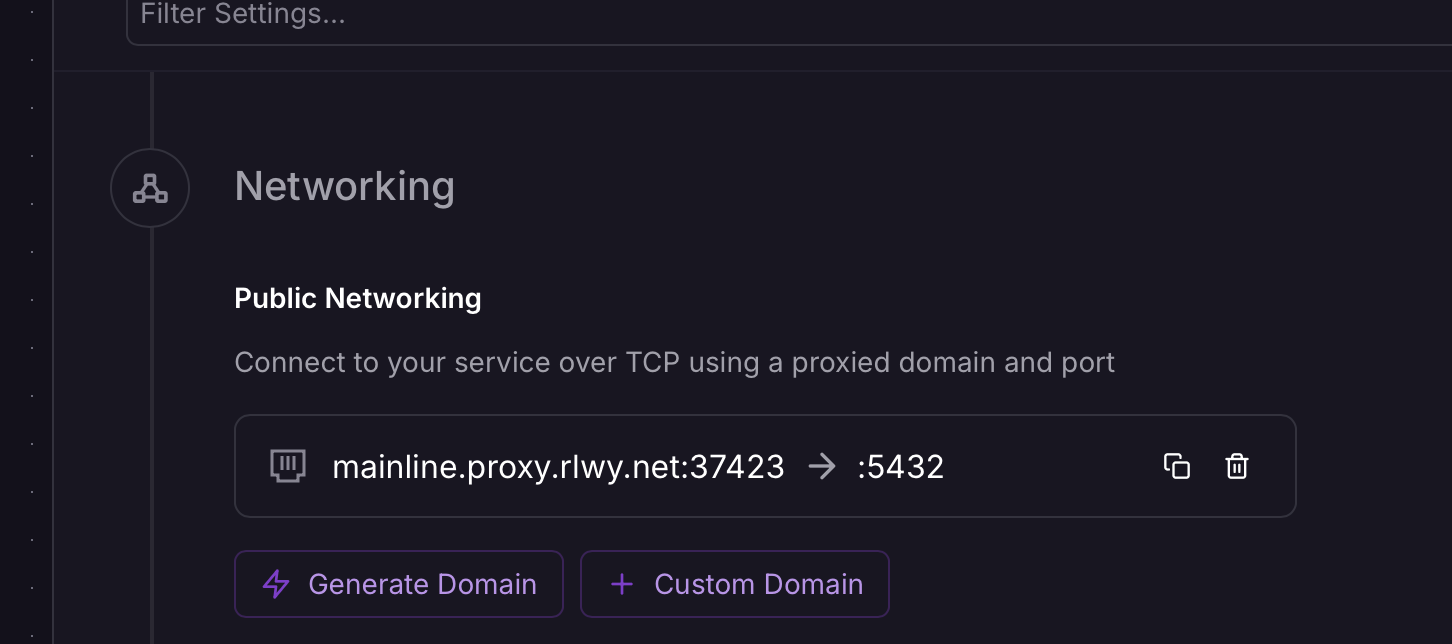 Filter Settings...
Networking
Public Networking
Connect to your service over TCP using a proxied domain and port
mainline.proxy.rlwy.net:37423 → :5432
Generate Domain
Custom Domain